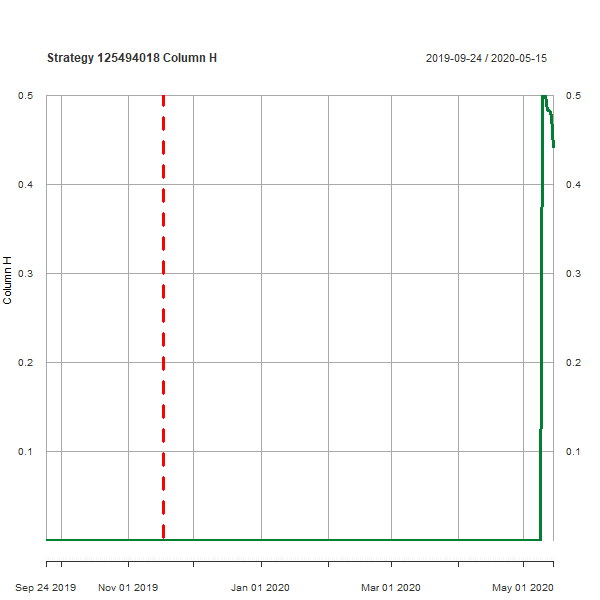 Strategy 125494018 Column H
2019-09-24 / 2020-05-15
0.5
0.5
0.4
0.4
0.3
0.3
Column H
0.2
0.2
0.1
0.1
Sep 24 2019
Nov 01 2019
Jan 01 2020
Mar 01 2020
May 01 2020